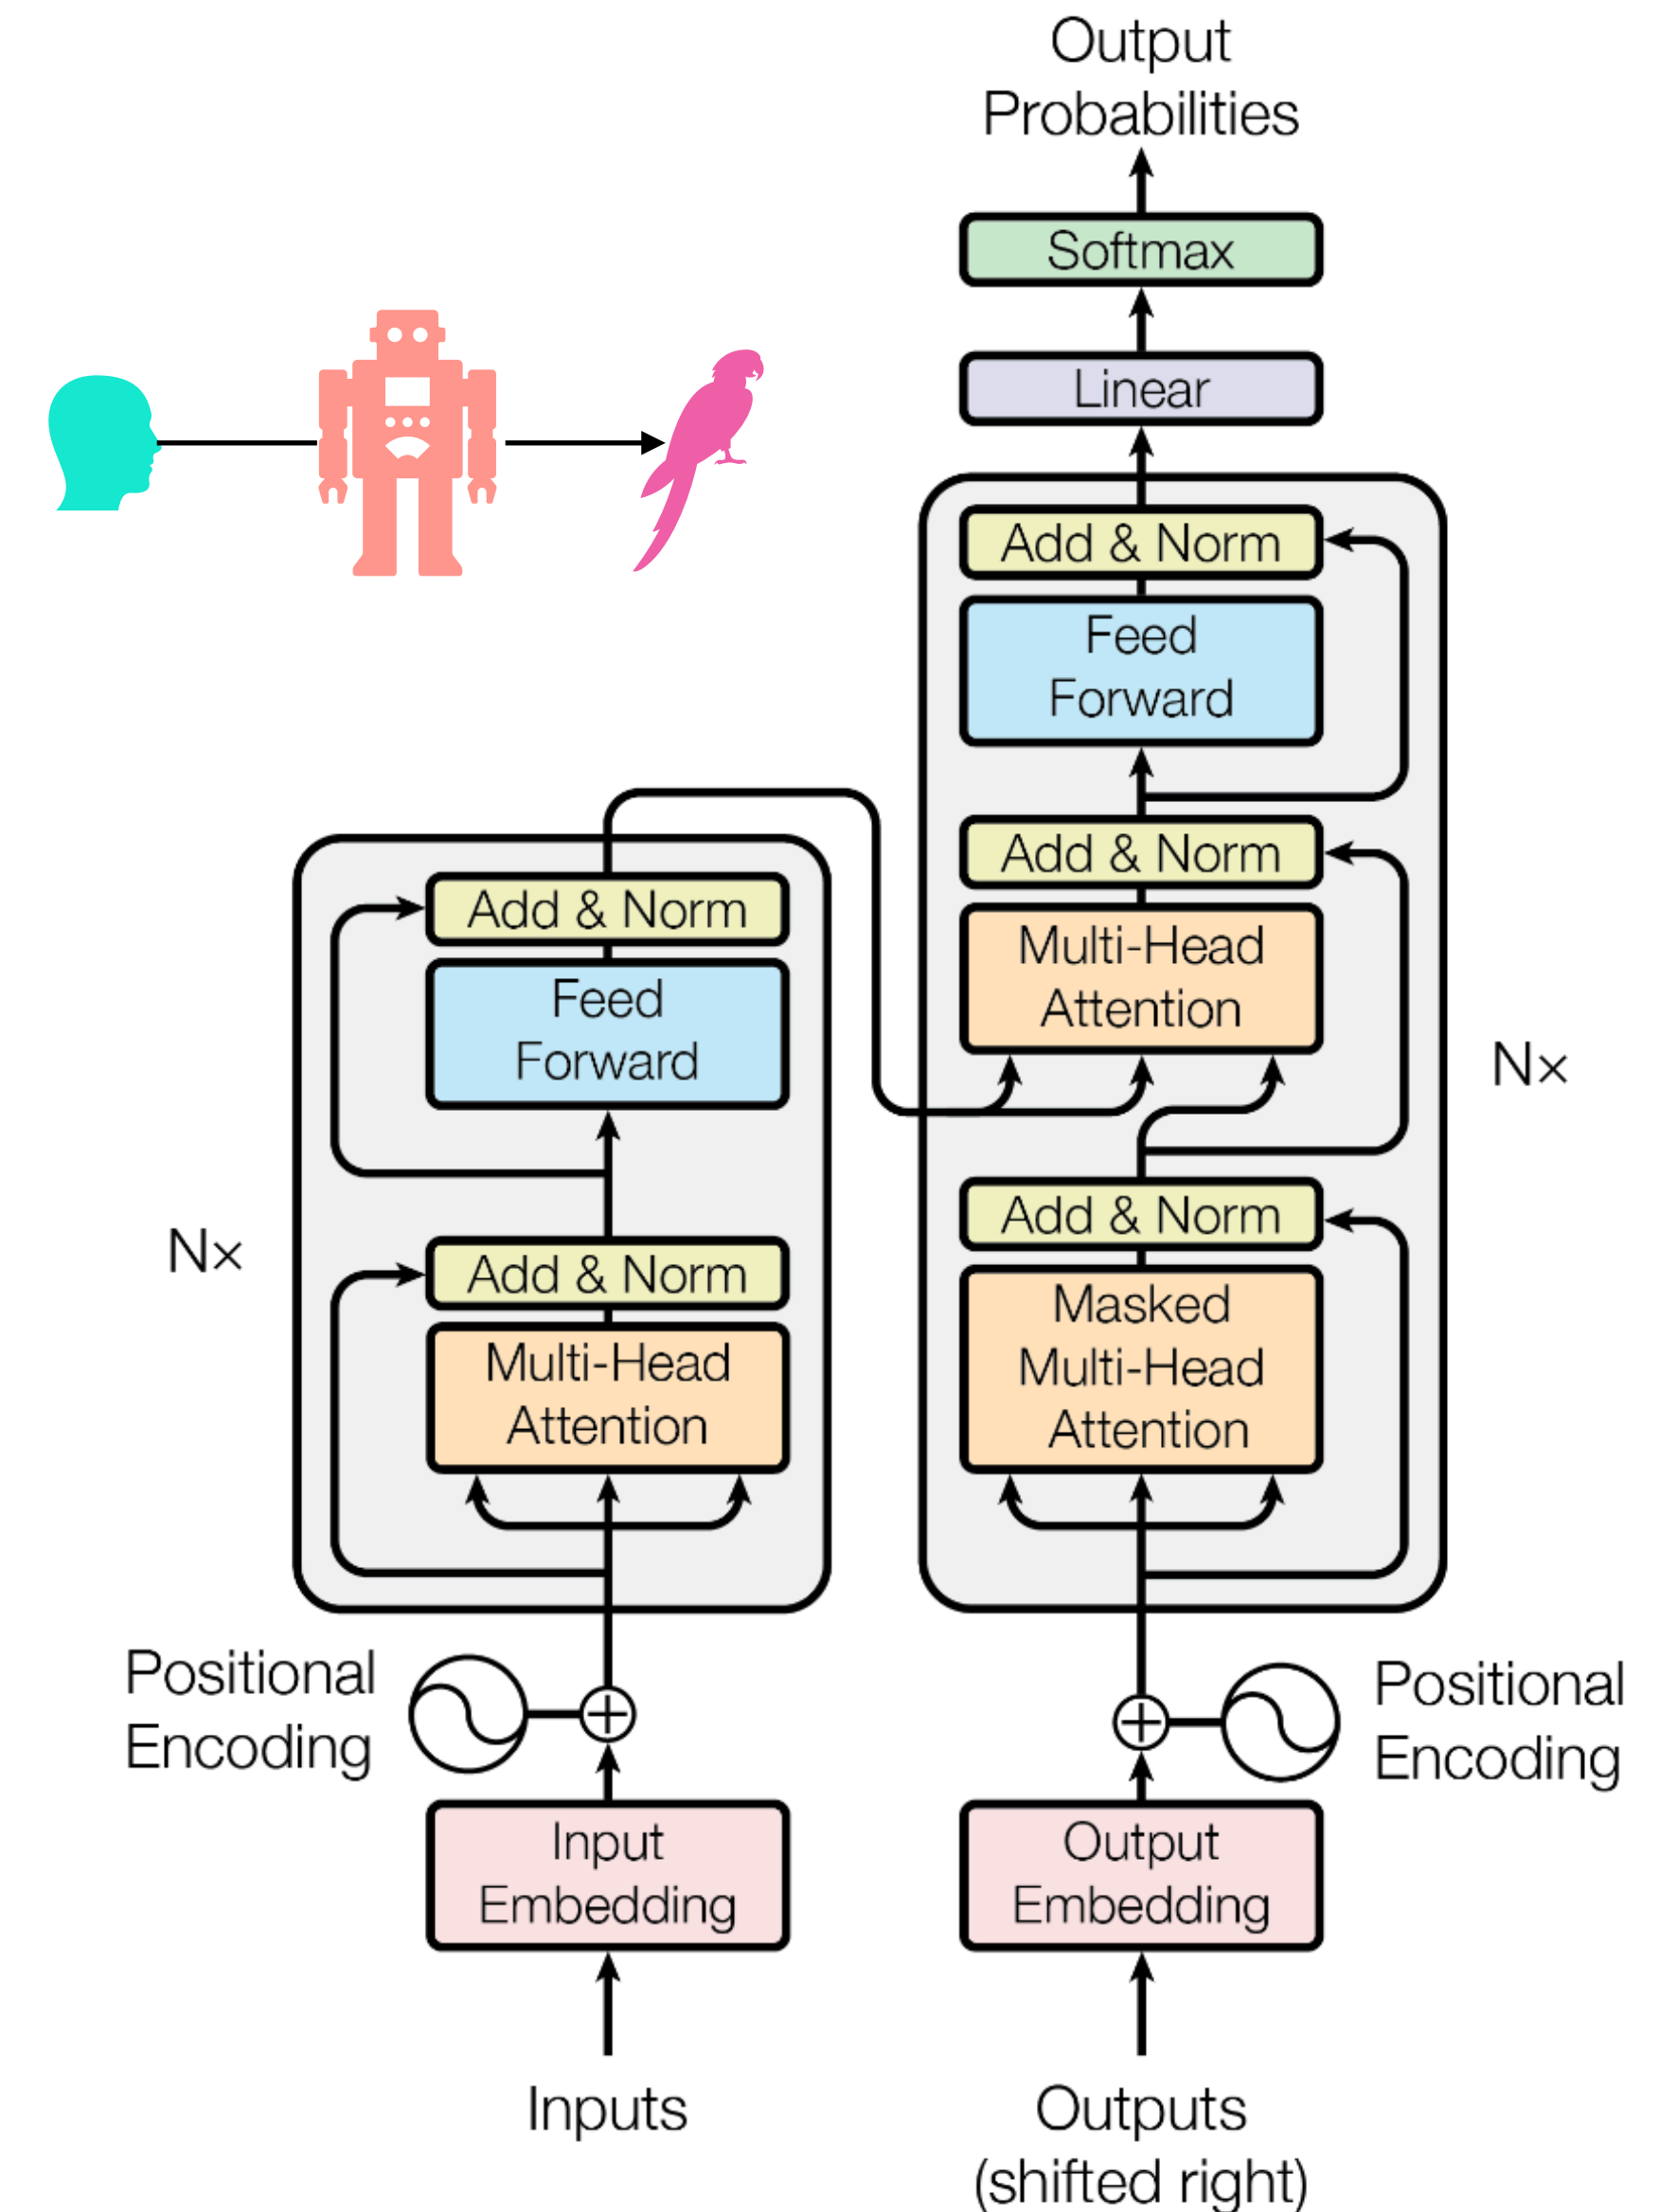 Output
Probabilities
Softmax
Linear
Add & Norm
Feed
Forward
Add & Norm
Multi-Head
Attention
Add & Norm
Masked
Multi-Head
Attention
Nx
Add & Norm
Feed
Forward
Add & Norm
Multi-Head
Attention
Nx
Positional
Encoding
Positional
Encoding
Input
Embedding
Output
Embedding
Inputs
Outputs
(shifted right)